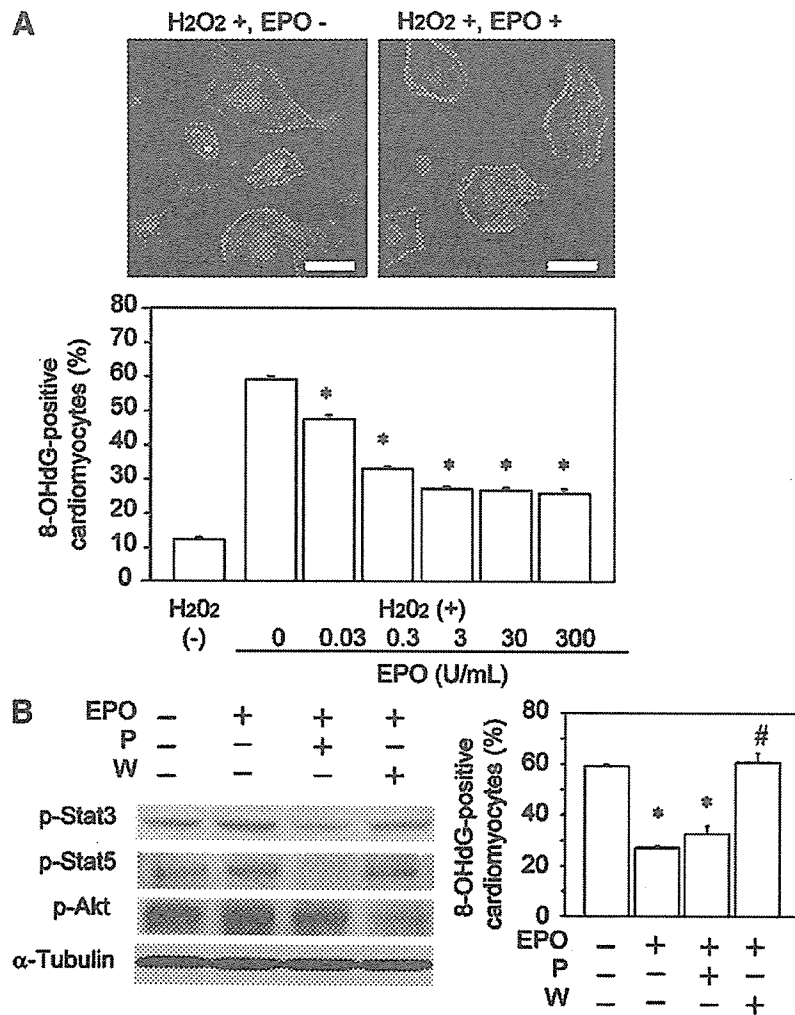 A
H2O2 +, EPO -
H2O2 +, EPO +
8-OHdG-positive
cardiomyocytes (%)
80
70
60
50
40
30
20
10
0
* * * * *
H2O2
(-)
H2O2 (+)
0 0.03 0.3 3 30 300
EPO (U/mL)
B
EPO − + + +
P − − + −
W − − − +
p-Stat3
p-Stat5
p-Akt
α-Tubulin
8-OHdG-positive
cardiomyocytes (%)
80
60
40
20
0
* * #
EPO − + + +
P − − + −
W − − − +